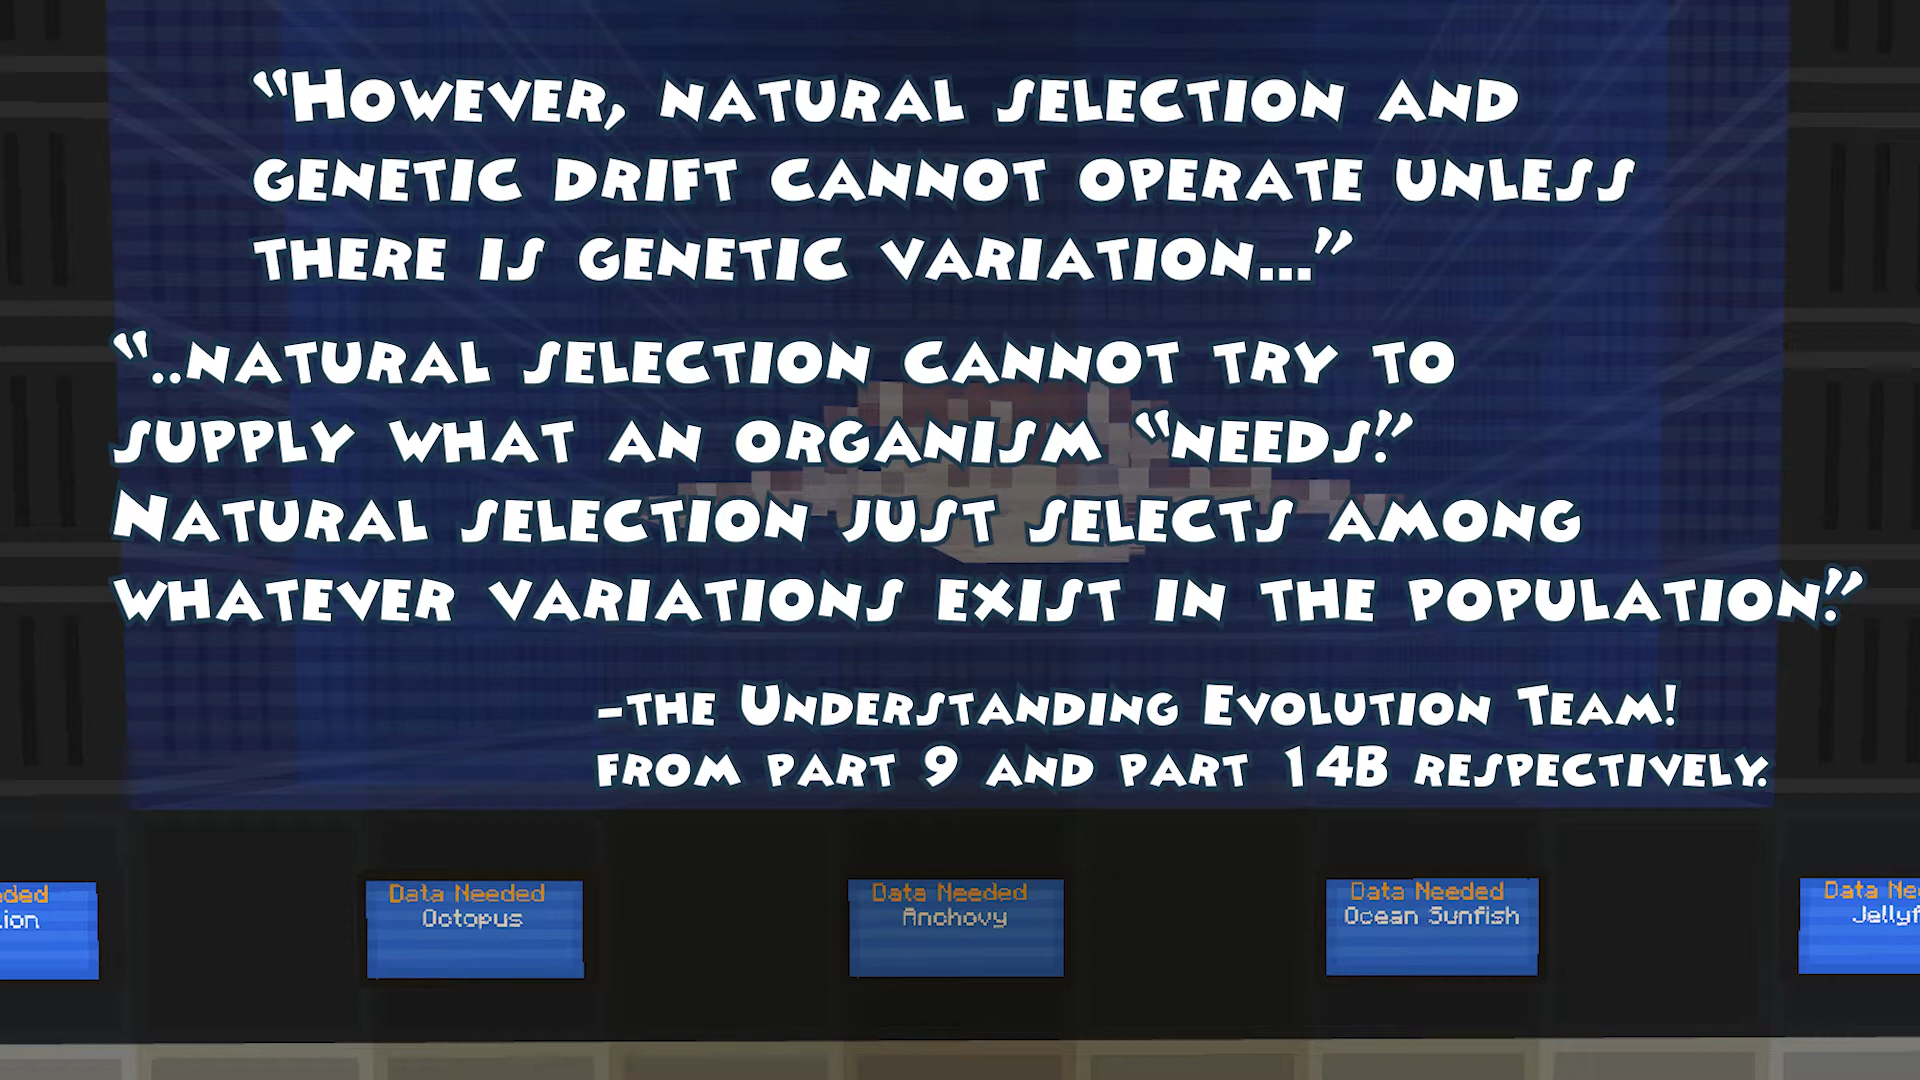 “However, natural selection and
genetic drift cannot operate unless
there is genetic variation...”
“..natural selection cannot try to
supply what an organism “needs.”
Natural selection just selects among
whatever variations exist in the population.”
-the Understanding Evolution Team!
from part 9 and part 14B respectively.
Data Needed
Octopus
Data Needed
Anchovy
Data Needed
Ocean Sunfish
Data